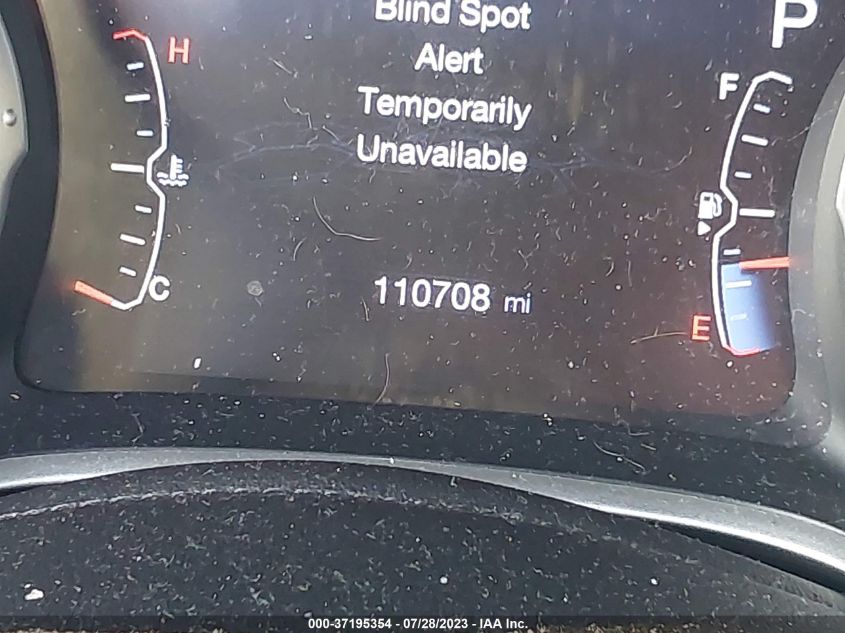 Blind Spot
Alert
Temporarily
Unavailable
P
H
F
C
110708 mi
E
000-37195354 / 07/28/2023 - IAA Inc.